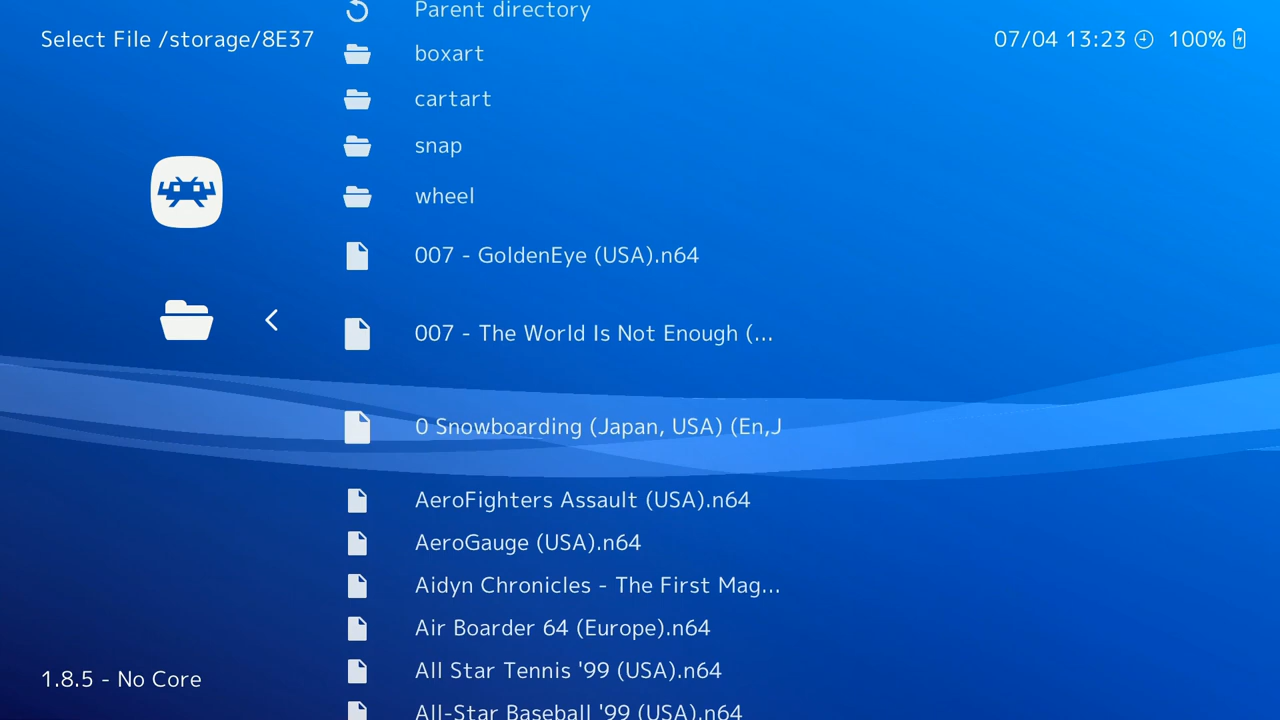 Parent directory
Select File /storage/8E37
07/04 13:23
100%
boxart
cartart
snap
wheel
007 - GoldenEye (USA).n64
007 - The World Is Not Enough (...
0 Snowboarding (Japan, USA) (En,J
AeroFighters Assault (USA).n64
AeroGauge (USA).n64
Aidyn Chronicles - The First Mag...
Air Boarder 64 (Europe).n64
All Star Tennis '99 (USA).n64
1.8.5 - No Core
All-Star Baseball '99 (USA).n64